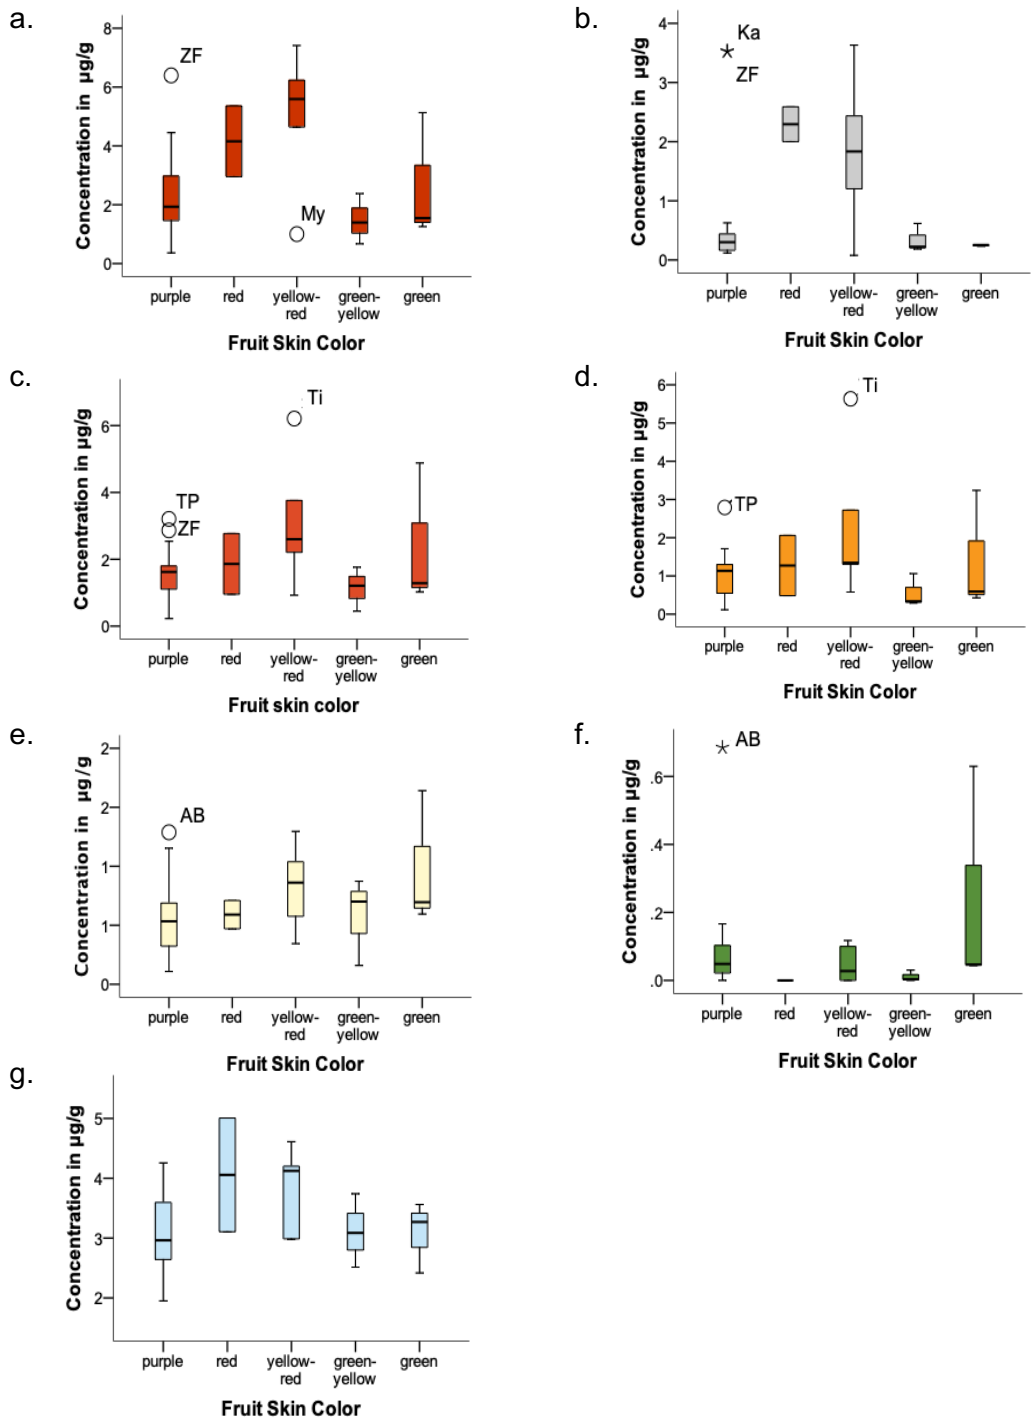 a.
Concentration in μg/g
8
6
4
2
0
ZF
My
purple
red
yellow-
red
green-
yellow
green
Fruit Skin Color
b.
Concentration in μg/g
4
3
2
1
0
Ka
ZF
purple
red
yellow-
red
green-
yellow
green
Fruit Skin Color
c.
Concentration in μg/g
6
4
2
0
TP
ZF
Ti
purple
red
yellow-
red
green-
yellow
green
Fruit skin color
d.
Concentration in μg/g
6
5
4
3
2
1
0
TP
Ti
purple
red
yellow-
red
green-
yellow
green
Fruit Skin Color
e.
Concentration in μg/g
2
2
1
1
0
AB
purple
red
yellow-
red
green-
yellow
green
Fruit Skin Color
f.
Concentration in μg/g
.6
.4
.2
.0
AB
purple
red
yellow-
red
green-
yellow
green
Fruit Skin Color
g.
Concentration in μg/g
5
4
3
2
purple
red
yellow-
red
green-
yellow
green
Fruit Skin Color